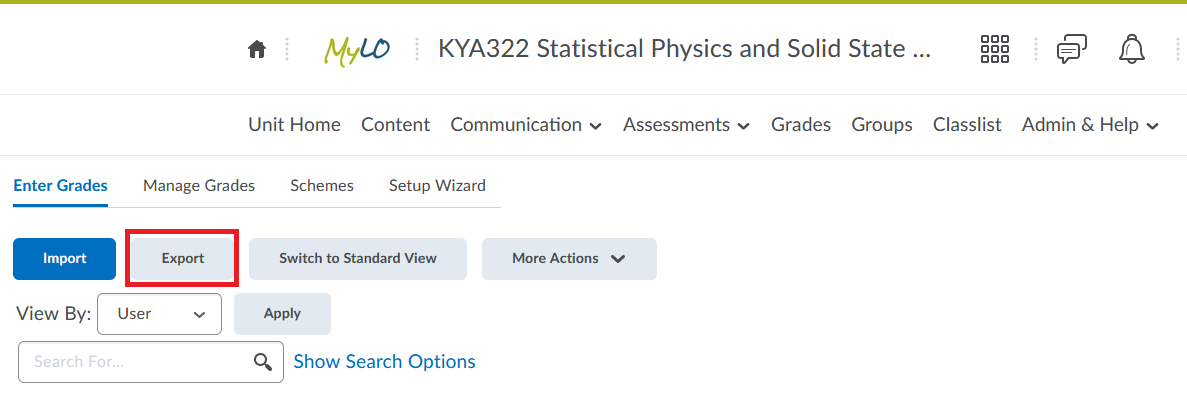 MyLO KYA322 Statistical Physics and Solid State ...
Unit Home Content Communication Assessments Grades Groups Classlist Admin & Help
Enter Grades Manage Grades Schemes Setup Wizard
Import Export Switch to Standard View More Actions
View By: User Apply
Search For... Show Search Options